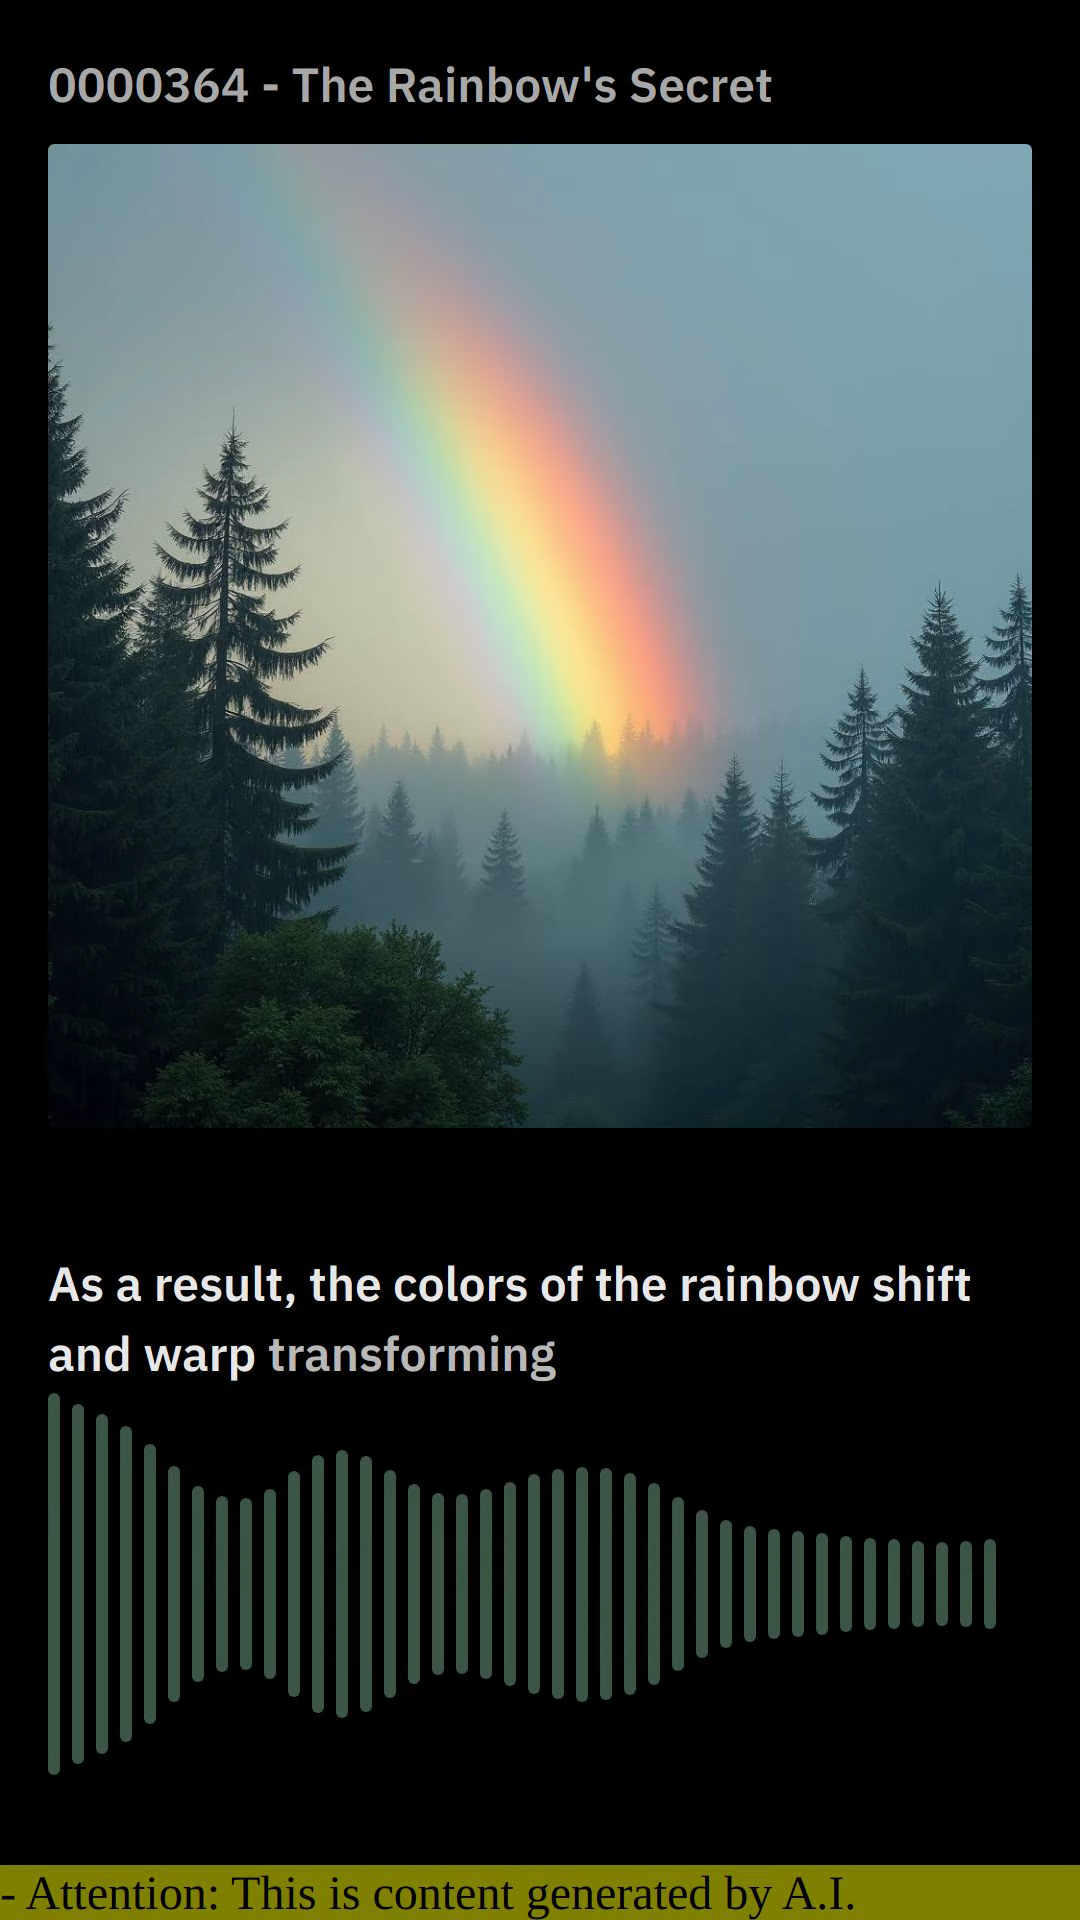 0000364 - The Rainbow's Secret
As a result, the colors of the rainbow shift
and warp transforming
- Attention: This is content generated by A.I.